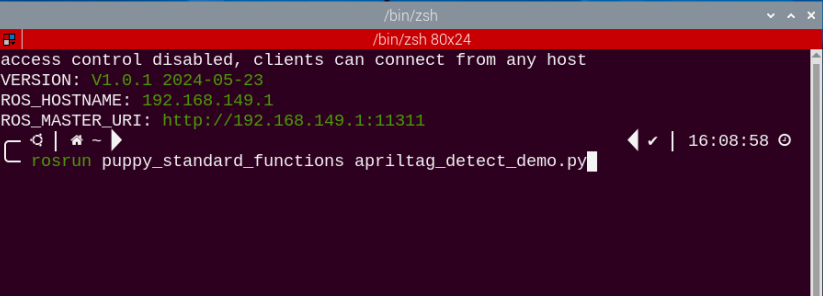 /bin/zsh
/bin/zsh 80x24
access control disabled, clients can connect from any host
VERSION: V1.0.1 2024-05-23
ROS_HOSTNAME: 192.168.149.1
ROS_MASTER_URI: http://192.168.149.1:11311
~ 16:08:58
rosrun puppy_standard_functions apriltag_detect_demo.py